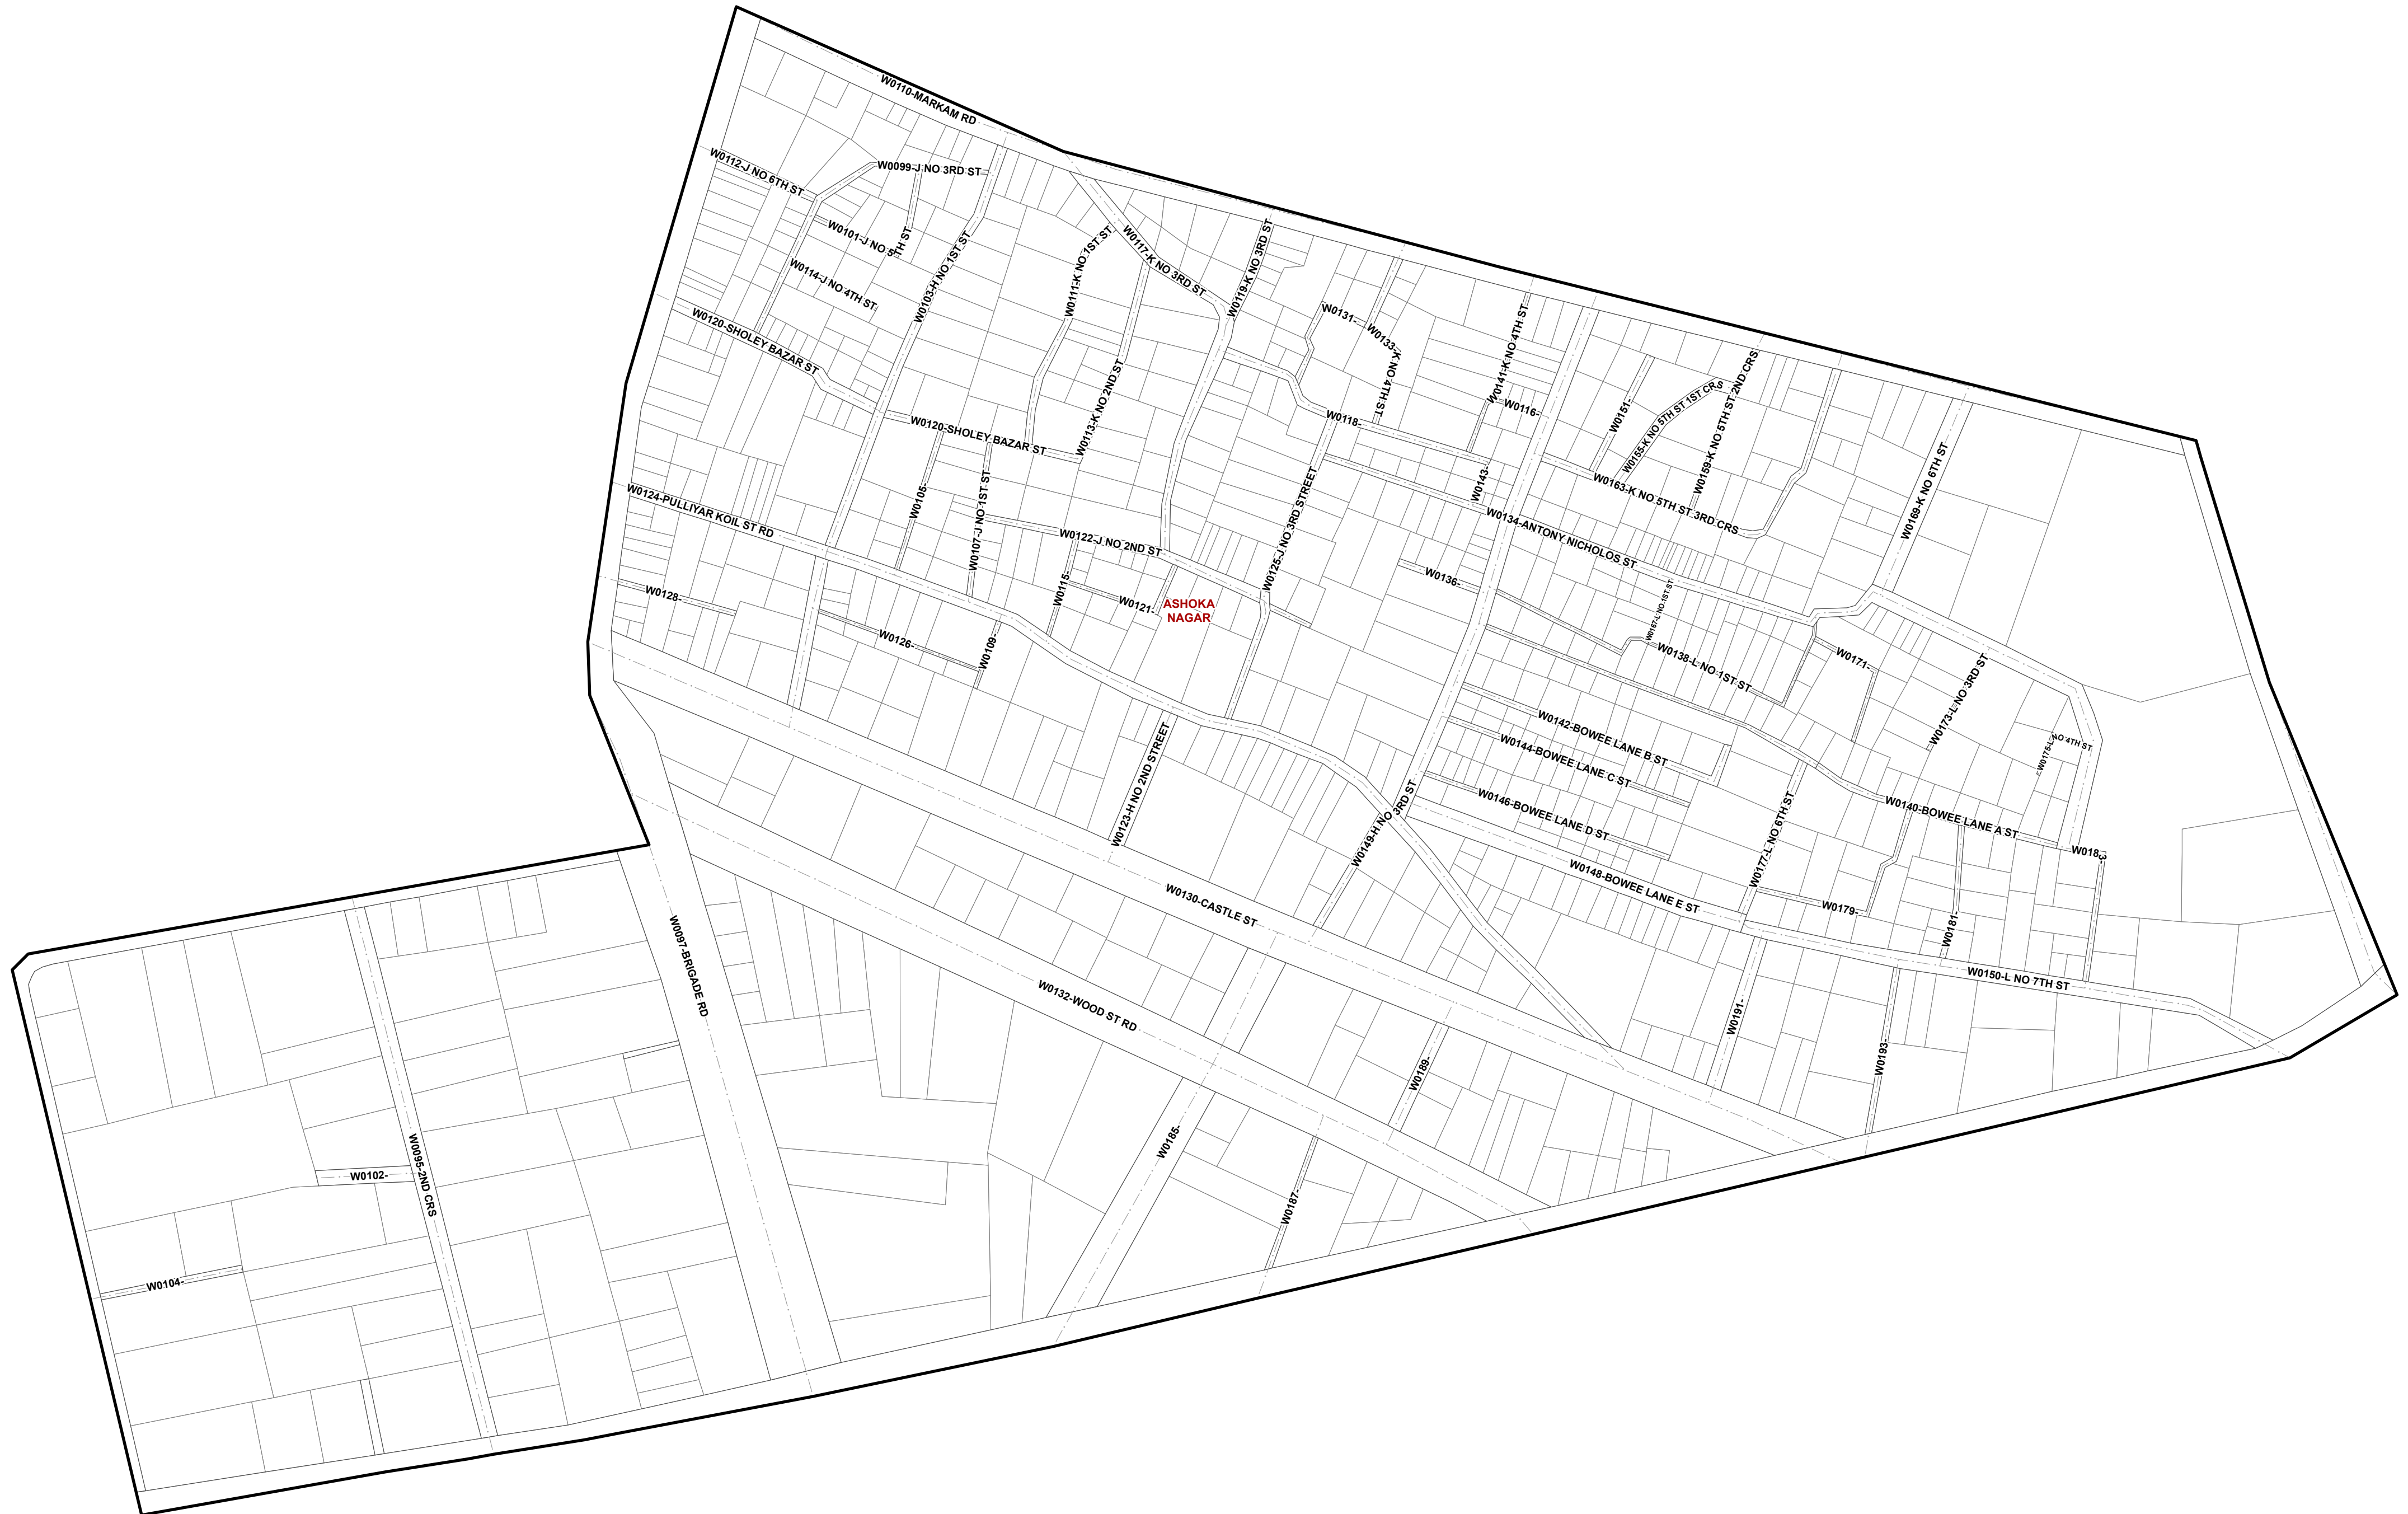 W0110-MARKAM RD
W0112-J NO 6TH ST
W0099-J NO 3RD ST
W0101-J NO 5TH ST
W0114-J NO 4TH ST
W0103-H NO 1ST ST
W0111-K NO 1ST ST
W0117-K NO 3RD ST
W0119-K NO 3RD ST
W0120-SHOLEY BAZAR ST
W0120-SHOLEY BAZAR ST
W0113-K NO 2ND ST
W0131-
W0133-K NO 4TH ST
W0141-K NO 4TH ST
W0116-
W0118-
W0151-
W0155-K NO 5TH ST 1ST CRS
W0159-K NO 5TH ST 2ND CRS
W0163-K NO 5TH ST 3RD CRS
W0169-K NO 6TH ST
W0143-
W0124-PULLIYAR KOIL ST RD
W0105-
W0107-J NO 1ST ST
W0122-J NO 2ND ST
W0125-J NO 3RD STREET
W0134-ANTONY NICHOLOS ST
W0136-
W0128-
W0126-
W0109-
W0115-
W0121-
ASHOKA
NAGAR
W0167-L NO 1ST ST
W0138-L NO 1ST ST
W0171-
W0173-L NO 3RD ST
W0175-L NO 4TH ST
W0142-BOWEE LANE B ST
W0144-BOWEE LANE C ST
W0146-BOWEE LANE D ST
W0140-BOWEE LANE A ST
W0183-
W0123-H NO 2ND STREET
W0149-H NO 3RD ST
W0177-L NO 6TH ST
W0148-BOWEE LANE E ST
W0179-
W0181-
W0130-CASTLE ST
W0150-L NO 7TH ST
W0097-BRIGADE RD
W0132-WOOD ST RD
W0191-
W0193-
W0189-
W0185-
W0187-
W0095-2ND CRS
W0102-
W0104-